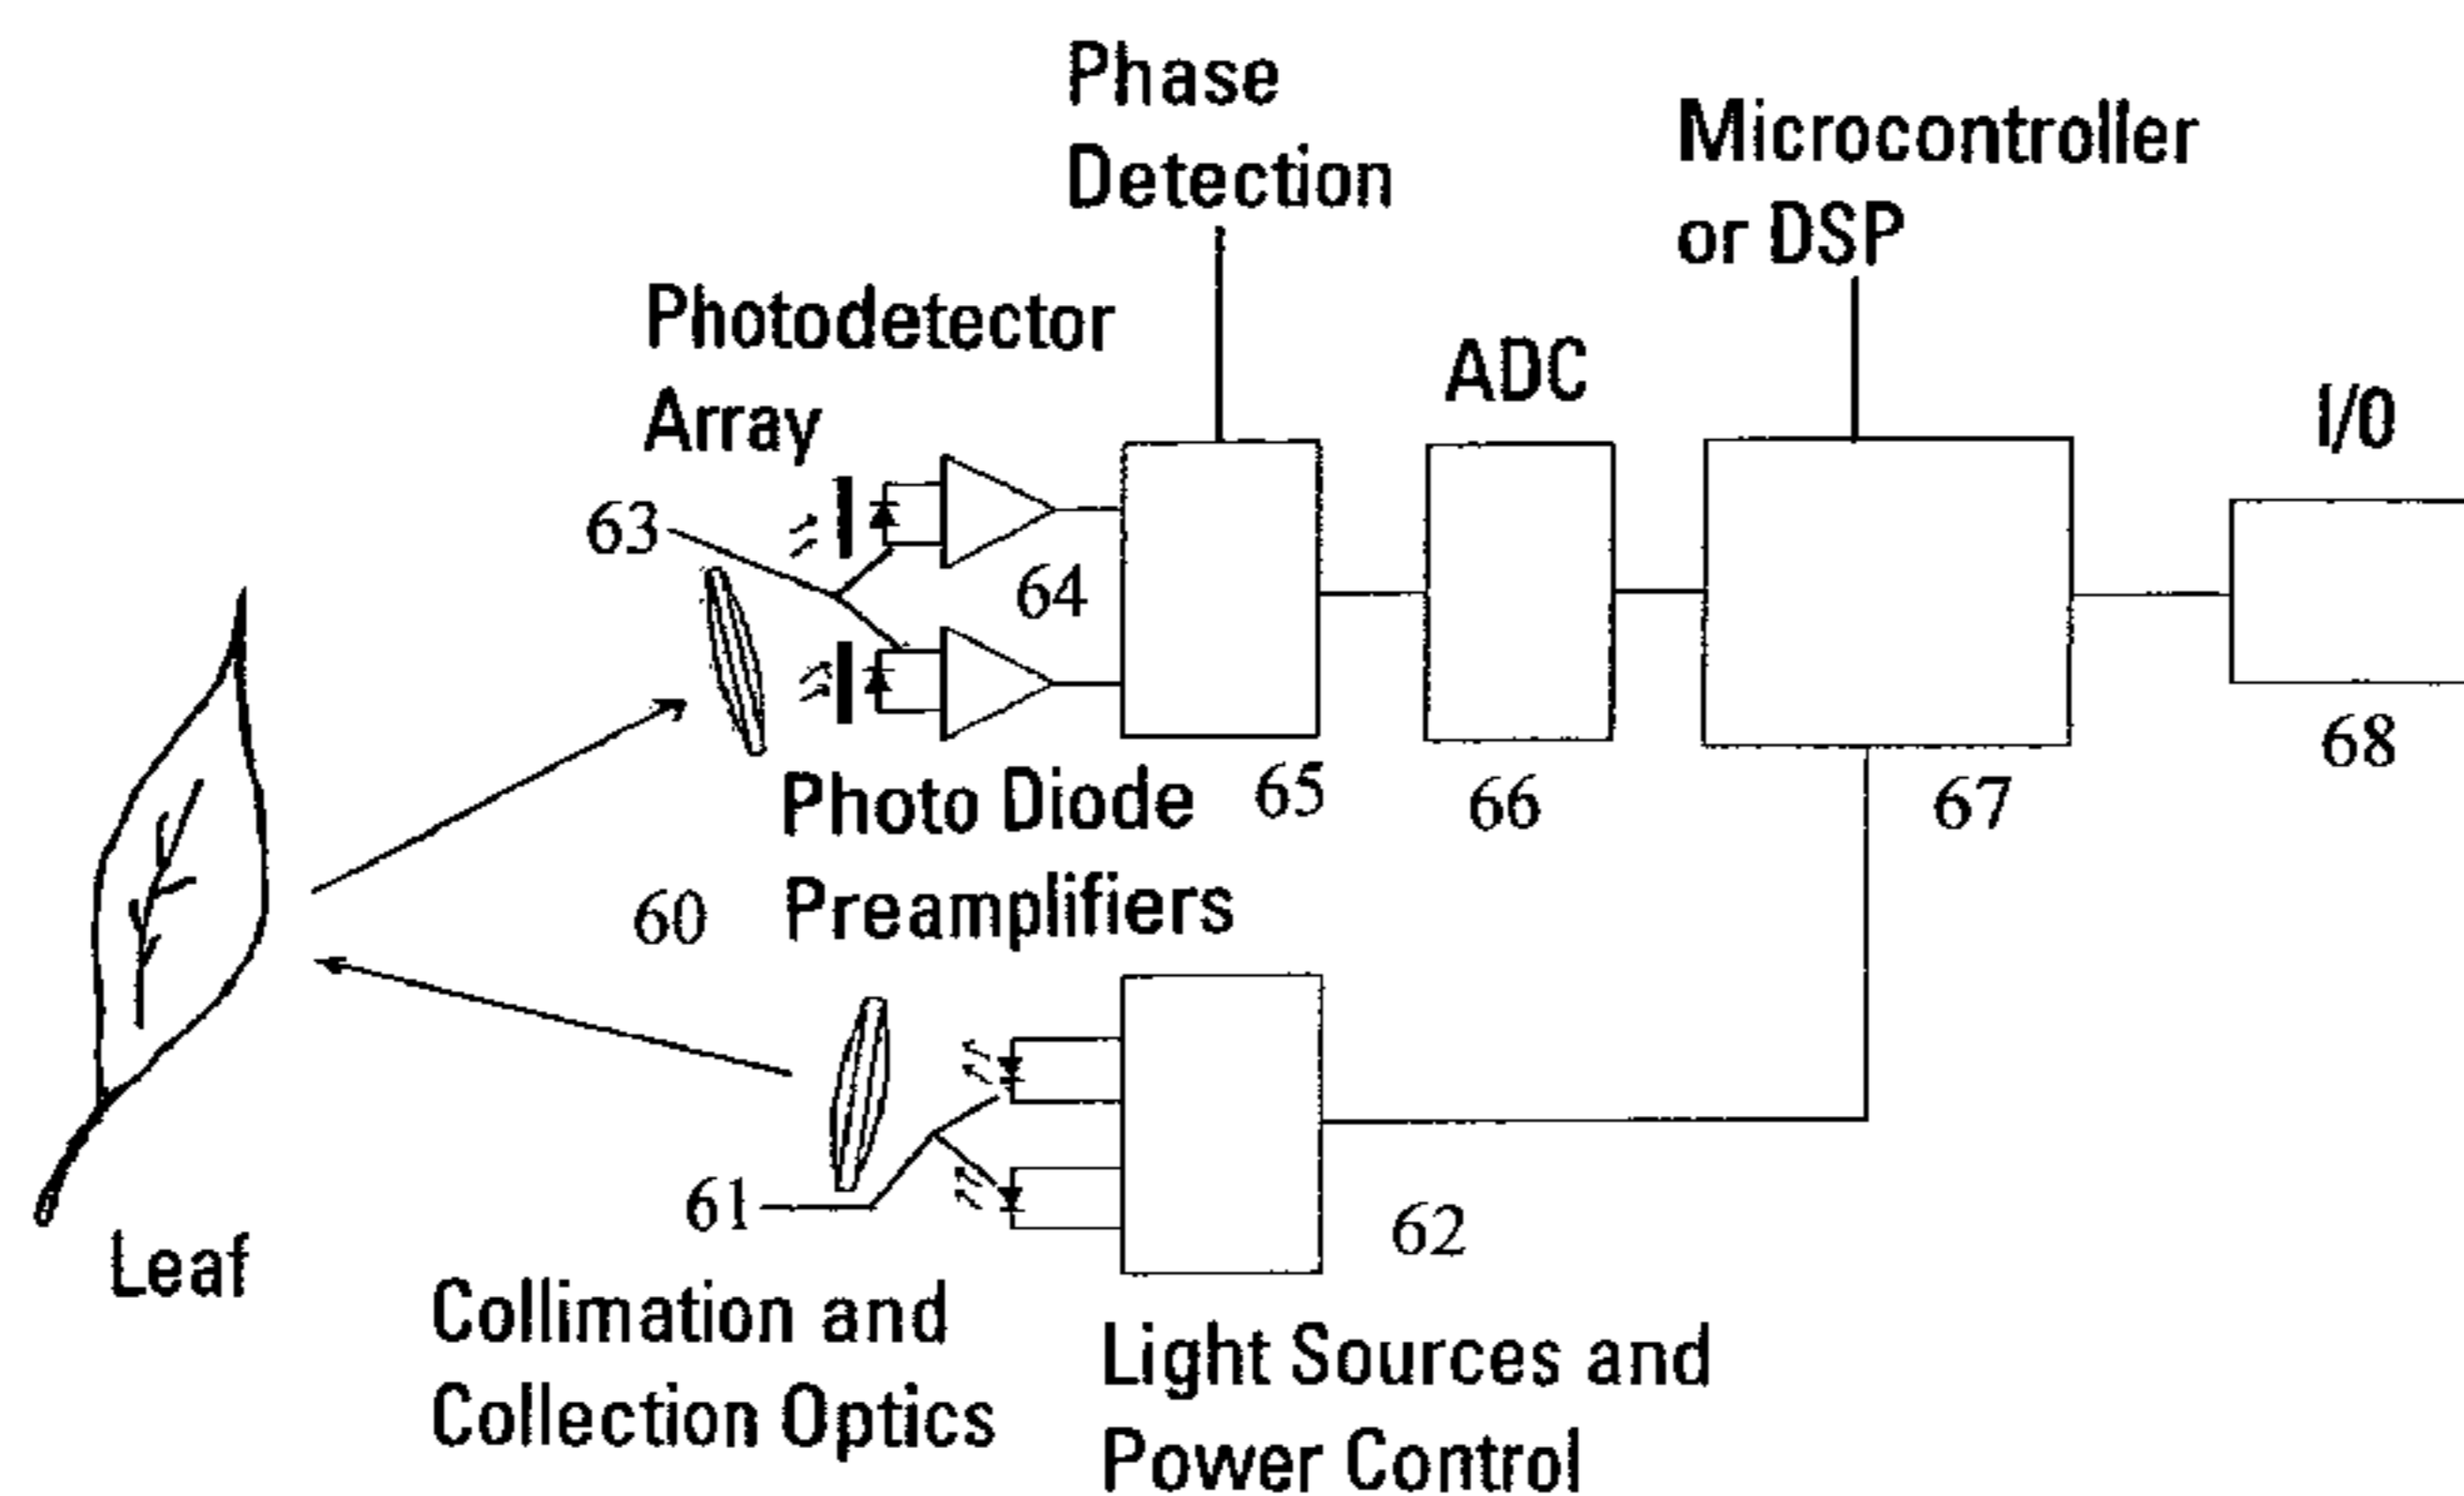 Phase
Detection
Microcontroller
or DSP
Photodetector
Array
ADC
I/O
63
64
65
66
67
68
Photo Diode
Preamplifiers
60
61
62
Leaf
Collimation and
Collection Optics
Light Sources and
Power Control